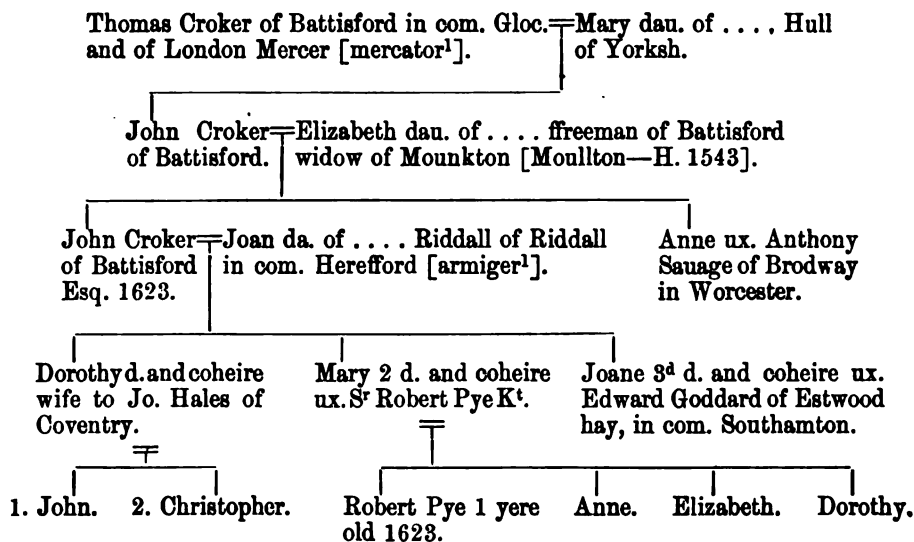 Thomas Croker of Battisford in com. Gloc.=Mary dau. of . . . . Hull
and of London Mercer [mercator¹]. of Yorksh.
John Croker=Elizabeth dau. of . . . . ffreeman of Battisford
of Battisford. widow of Mounkton [Moullton—H. 1543].
John Croker=Joan da. of . . . . Riddall of Riddall
of Battisford in com. Herefford [armiger¹].
Esq. 1623.
Anne ux. Anthony
Sauage of Brodway
in Worcester.
Dorothy d. and coheire
wife to Jo. Hales of
Coventry.
Mary 2 d. and coheire
ux. Sʳ Robert Pye Kᵗ.
Joane 3ᵈ d. and coheire ux.
Edward Goddard of Estwood
hay, in com. Southamton.
1. John. 2. Christopher.
Robert Pye 1 yere
old 1623.
Anne. Elizabeth. Dorothy.